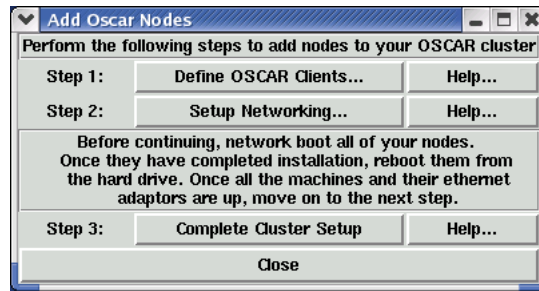 Add Oscar Nodes
Perform the following steps to add nodes to your OSCAR cluster
Step 1: Define OSCAR Clients... Help...
Step 2: Setup Networking... Help...
Before continuing, network boot all of your nodes.
Once they have completed installation, reboot them from
the hard drive. Once all the machines and their ethernet
adaptors are up, move on to the next step.
Step 3: Complete Cluster Setup Help...
Close